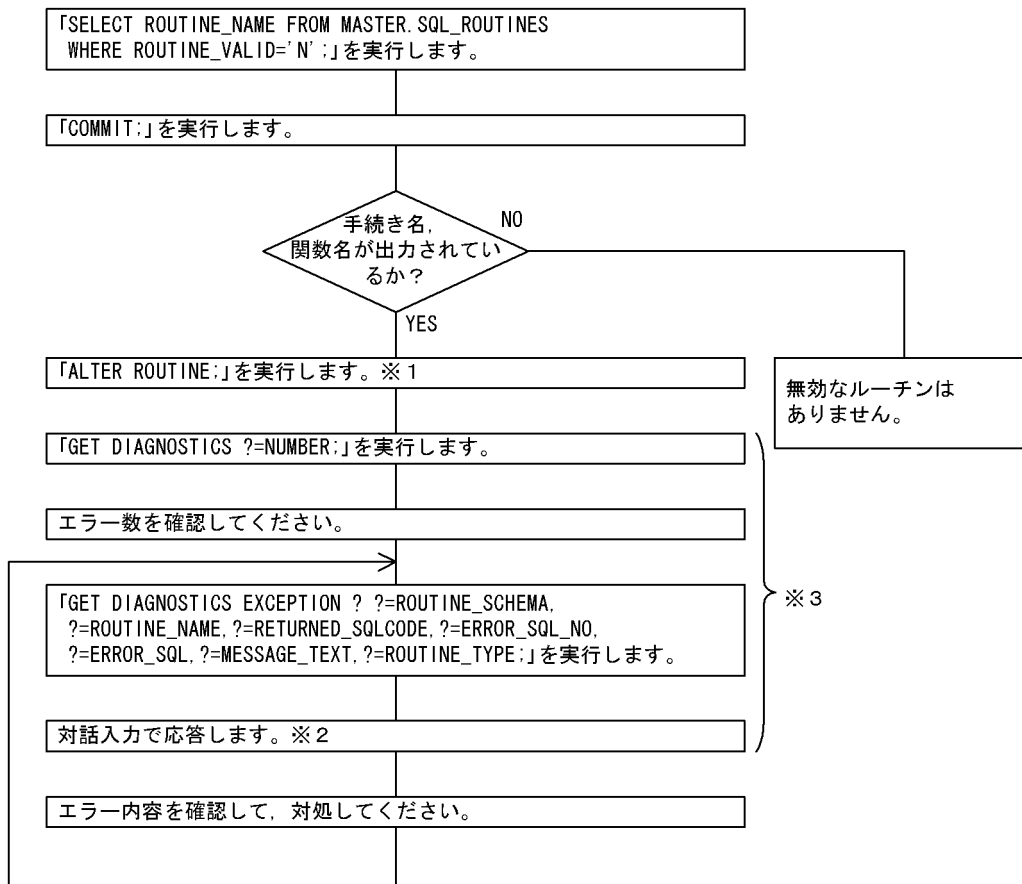 「SELECT ROUTINE_NAME FROM MASTER.SQL_ROUTINES
WHERE ROUTINE_VALID='N';」を実行します。
「COMMIT;」を実行します。
手続き名,
関数名が出力されてい
るか？
NO
YES
「ALTER ROUTINE;」を実行します。※１
無効なルーチンは
ありません。
「GET DIAGNOSTICS ?=NUMBER;」を実行します。
エラー数を確認してください。
「GET DIAGNOSTICS EXCEPTION ? ?=ROUTINE_SCHEMA,
?=ROUTINE_NAME,?=RETURNED_SQLCODE,?=ERROR_SQL_NO,
?=ERROR_SQL,?=MESSAGE_TEXT,?=ROUTINE_TYPE;」を実行します。
※３
対話入力で応答します。※２
エラー内容を確認して，対処してください。